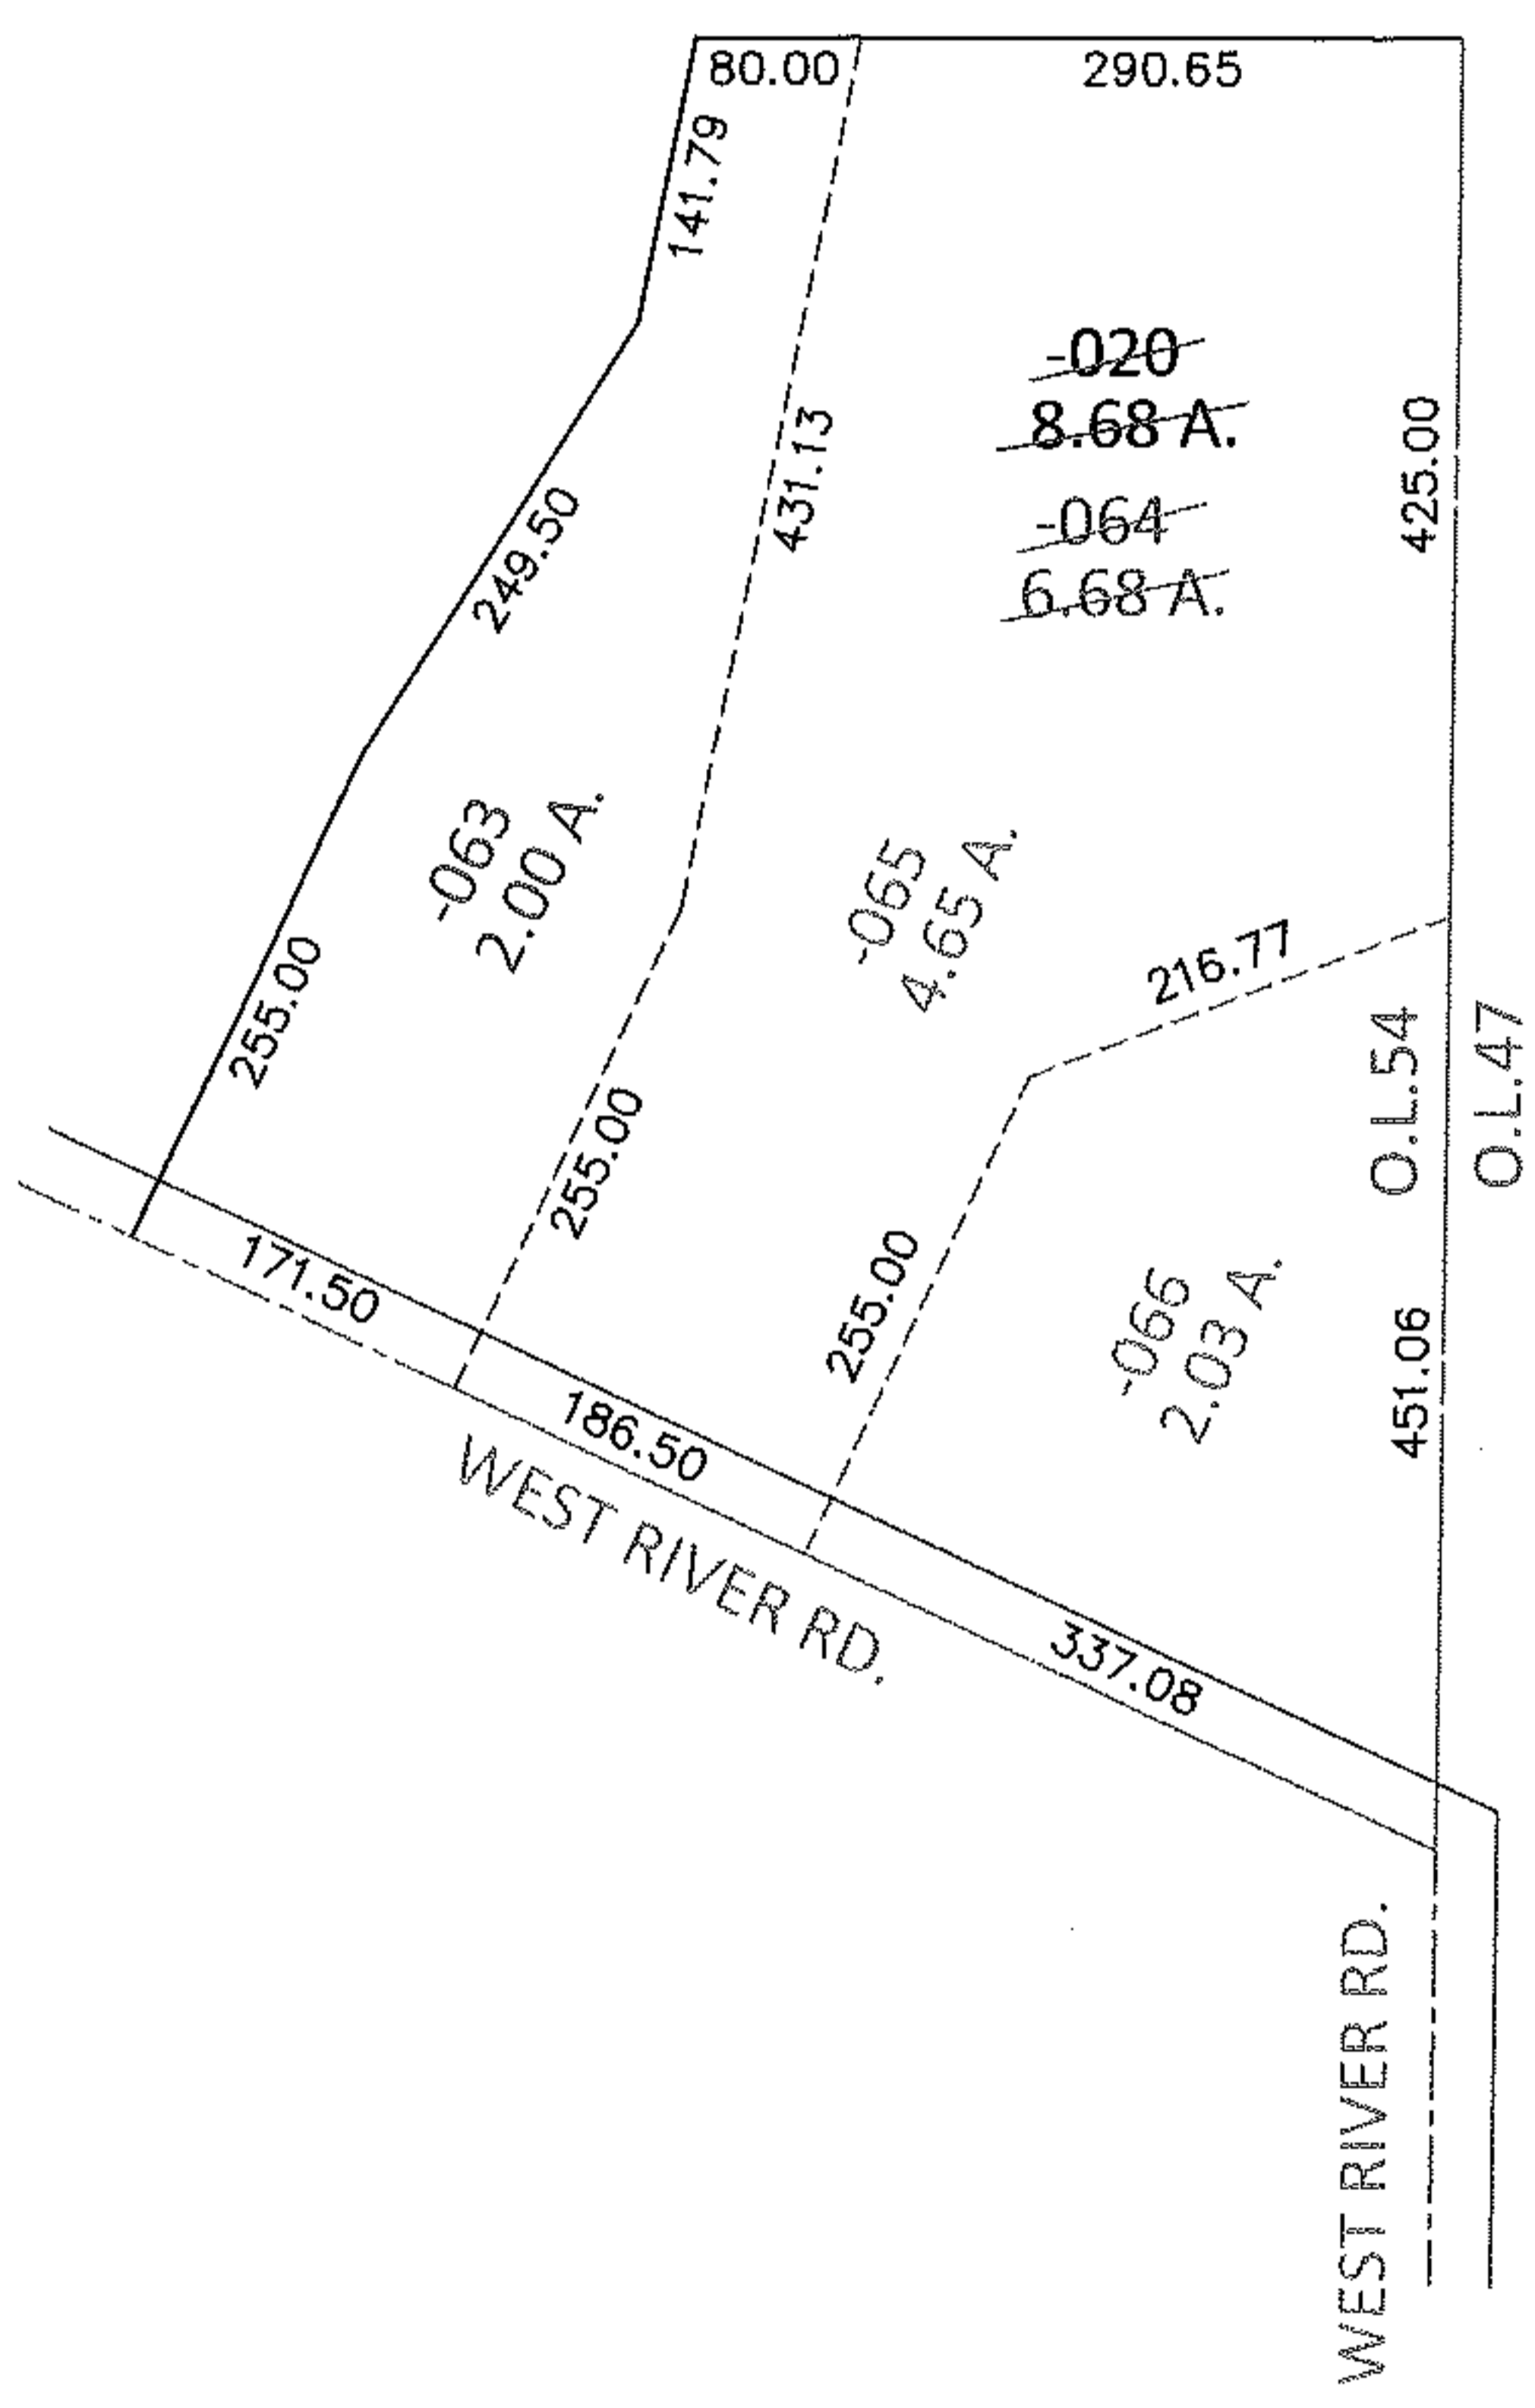 80.00
290.65
141.79
-020
8.68 A.
431.13
425.00
-064
6.68 A.
249.50
-063
2.00 A.
-065
4.65 A.
216.77
255.00
O.L.54
O.L.47
255.00
255.00
171.50
-066
2.03 A.
451.06
186.50
WEST RIVER RD.
337.08
WEST RIVER RD.